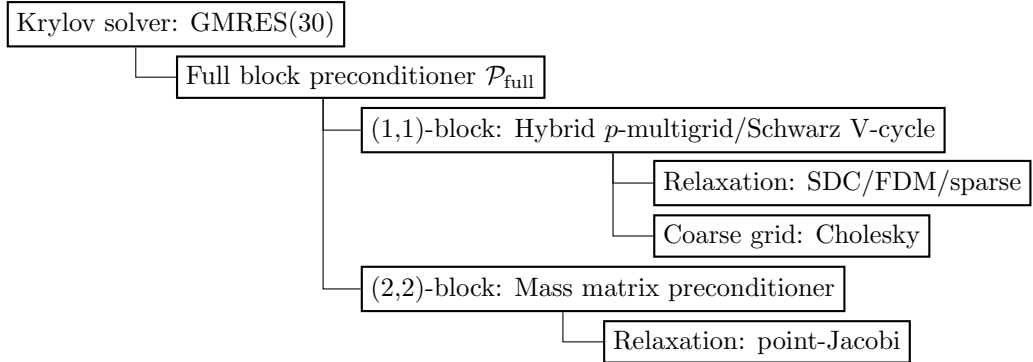 Krylov solver: GMRES(30)
Full block preconditioner 𝒫full
(1,1)-block: Hybrid p-multigrid/Schwarz V-cycle
Relaxation: SDC/FDM/sparse
Coarse grid: Cholesky
(2,2)-block: Mass matrix preconditioner
Relaxation: point-Jacobi